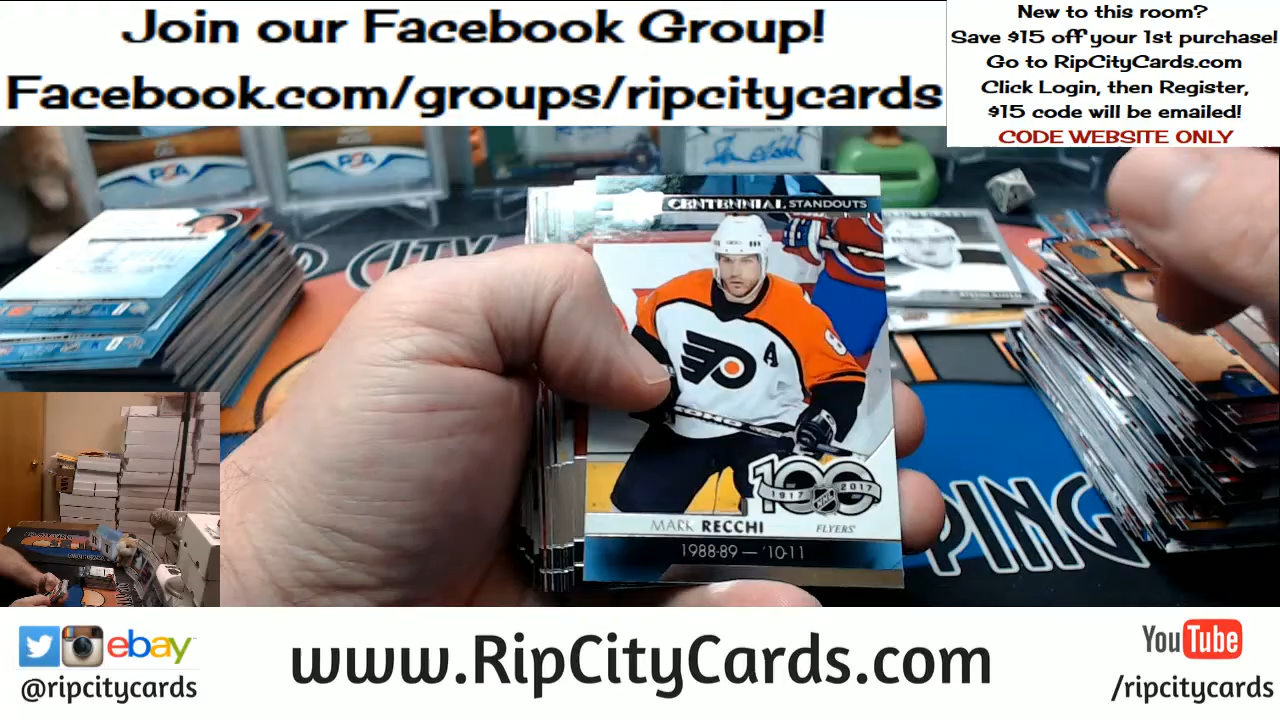 Join our Facebook Group!
Facebook.com/groups/ripcitycards
New to this room?
Save $15 off your 1st purchase!
Go to RipCityCards.com
Click Login, then Register,
$15 code will be emailed!
CODE WEBSITE ONLY
PSA
PSA
RIP CITY
CENTENNIAL STANDOUTS
A
100
1917 NHL 2017
MARK RECCHI
FLYERS
1988-89 — '10-11
PING
ebay
@ripcitycards
www.RipCityCards.com
YouTube
/ripcitycards